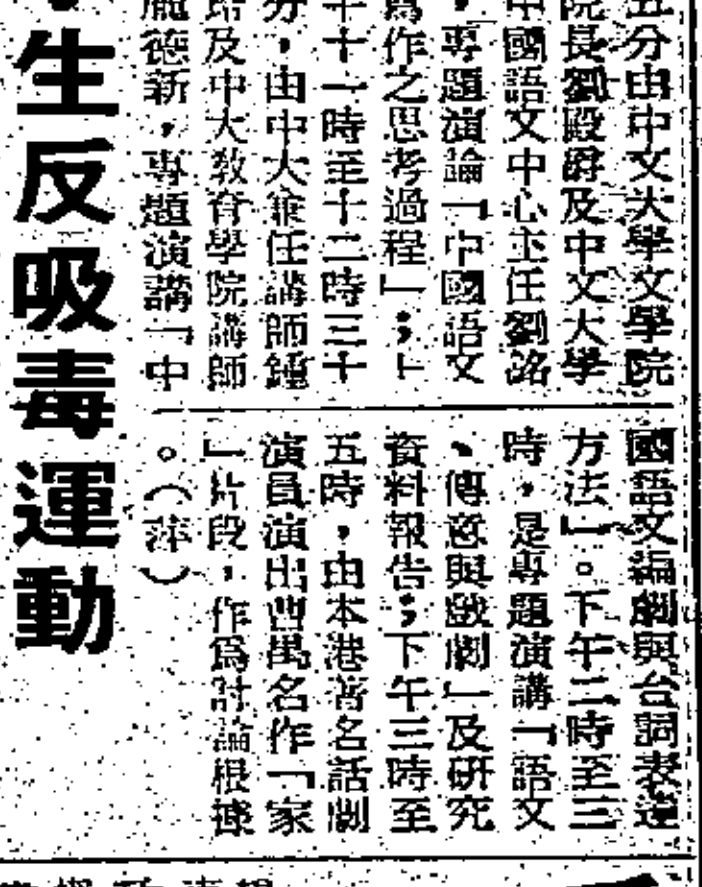 五分由中文大學文學院
院長劉殿爵及中文大學
中國語文中心主任劉銘
，專題演論「中國語文
寫作之思考過程」；上
午十一時至十二時三十
分，由中大兼任講師鍾
培及中大教育學院講師
龐德新，專題演講「中
國語文編劇與台詞表達
方法」。下午二時至三
時，是專題演講「語文
、傳意與戲劇」及研究
資料報告；下午三時至
五時，由本港著名話劇
演員演出曹禺名作「家
」片段，作爲討論根據
。（萍）
生反吸毒運動